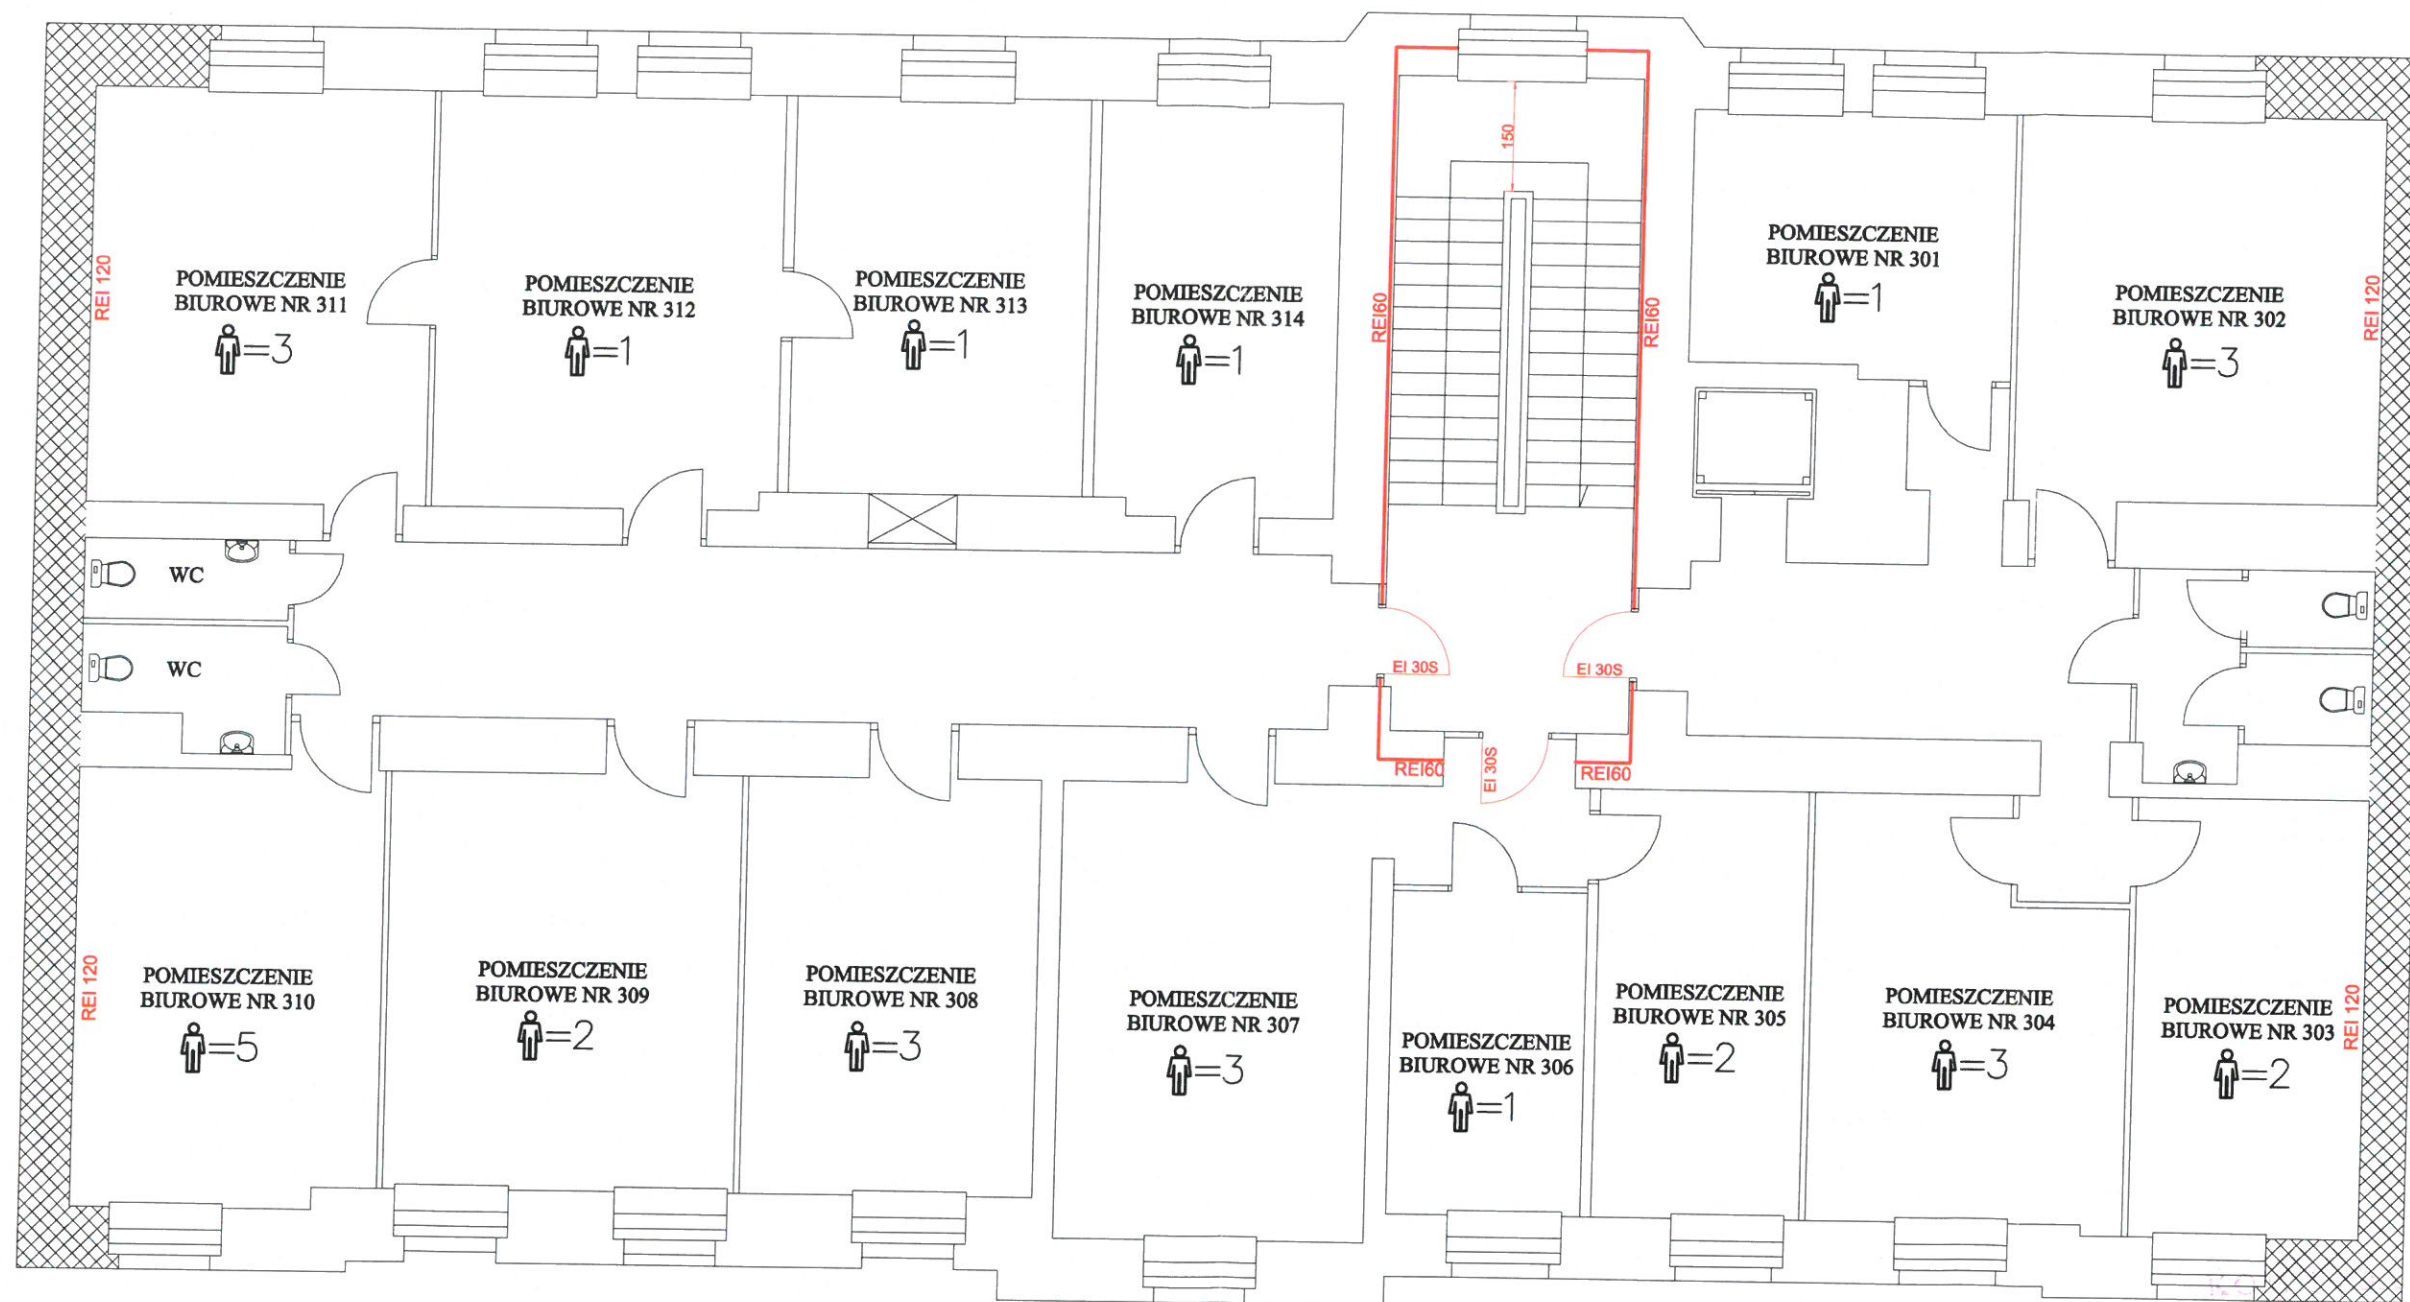 150
REI60
REI60
REI 120
POMIESZCZENIE
BIUROWE NR 311
=3
POMIESZCZENIE
BIUROWE NR 312
=1
POMIESZCZENIE
BIUROWE NR 313
=1
POMIESZCZENIE
BIUROWE NR 314
=1
POMIESZCZENIE
BIUROWE NR 301
=1
POMIESZCZENIE
BIUROWE NR 302
=3
REI 120
WC
WC
EI 30S
EI 30S
REI60
EI 30S
REI60
REI 120
POMIESZCZENIE
BIUROWE NR 310
=5
POMIESZCZENIE
BIUROWE NR 309
=2
POMIESZCZENIE
BIUROWE NR 308
=3
POMIESZCZENIE
BIUROWE NR 307
=3
POMIESZCZENIE
BIUROWE NR 306
=1
POMIESZCZENIE
BIUROWE NR 305
=2
POMIESZCZENIE
BIUROWE NR 304
=3
POMIESZCZENIE
BIUROWE NR 303
=2
REI 120